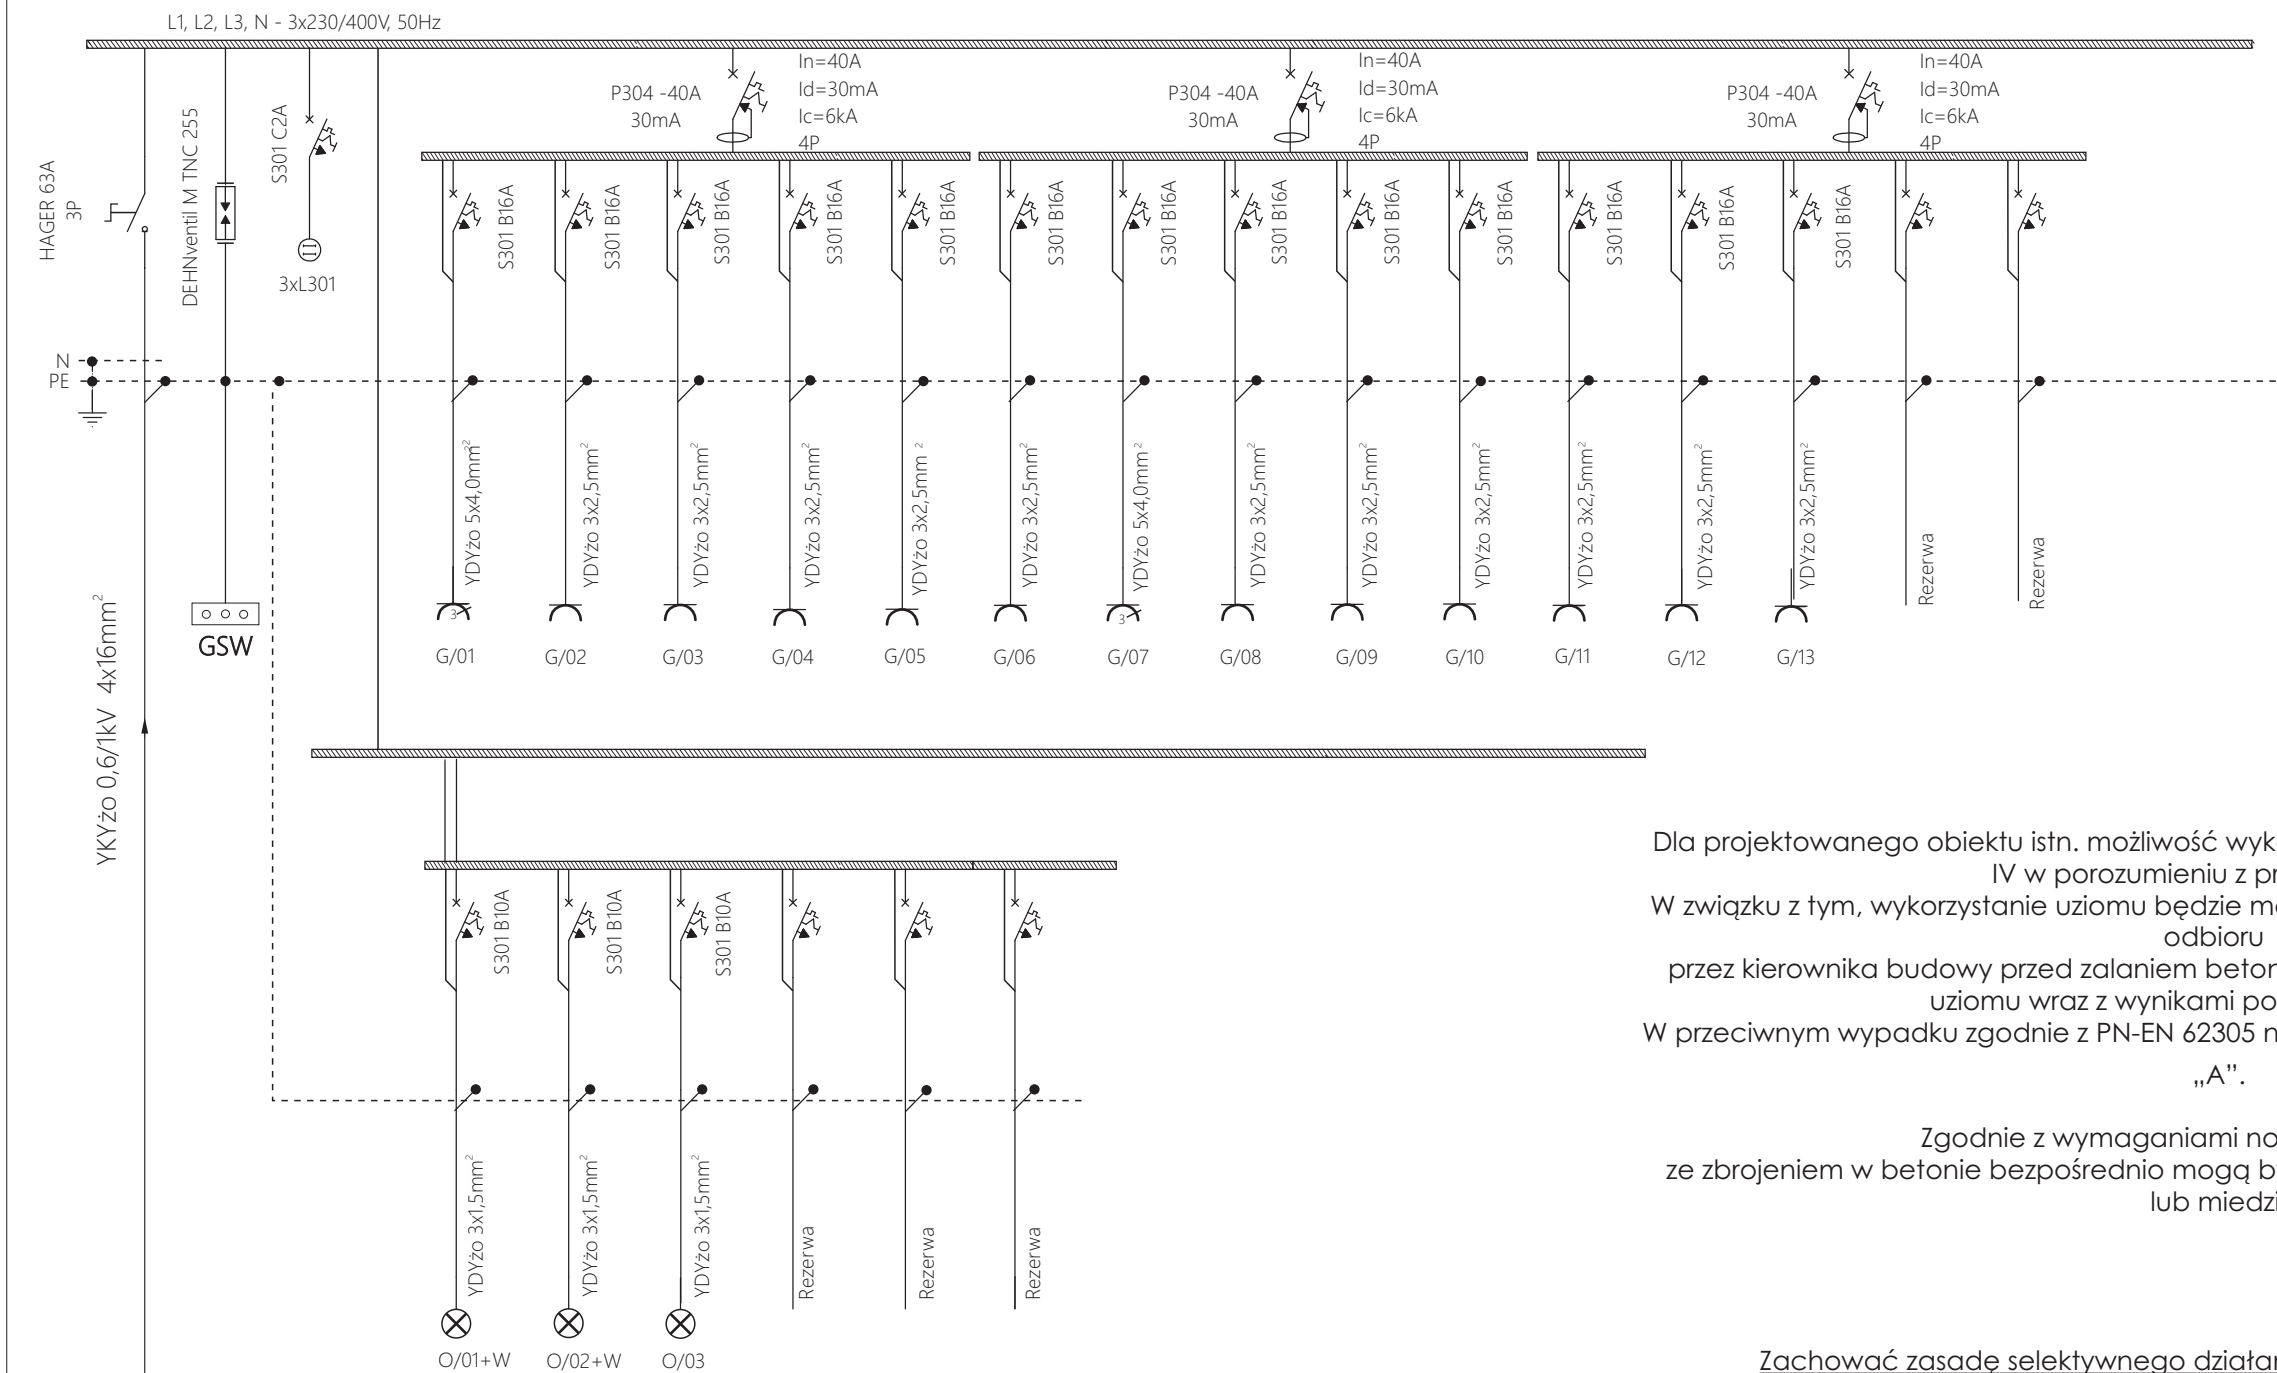 L1, L2, L3, N - 3x230/400V, 50Hz
HAGER 63A
3P
DEHNventil M TNC 255
S301 C2A
3xL301
P304 -40A
30mA
In=40A
Id=30mA
Ic=6kA
4P
P304 -40A
30mA
In=40A
Id=30mA
Ic=6kA
4P
P304 -40A
30mA
In=40A
Id=30mA
Ic=6kA
4P
S301 B16A
S301 B16A
S301 B16A
S301 B16A
S301 B16A
S301 B16A
S301 B16A
S301 B16A
S301 B16A
S301 B16A
S301 B16A
S301 B16A
S301 B16A
N
PE
YDYżo 5x4,0mm²
YDYżo 3x2,5mm²
YDYżo 3x2,5mm²
YDYżo 3x2,5mm²
YDYżo 3x2,5mm²
YDYżo 3x2,5mm²
YDYżo 5x4,0mm²
YDYżo 3x2,5mm²
YDYżo 3x2,5mm²
YDYżo 3x2,5mm²
YDYżo 3x2,5mm²
YDYżo 3x2,5mm²
YDYżo 3x2,5mm²
Rezerwa
Rezerwa
3
3
GSW
G/01
G/02
G/03
G/04
G/05
G/06
G/07
G/08
G/09
G/10
G/11
G/12
G/13
YKYżo 0,6/1kV 4x16mm²
S301 B10A
S301 B10A
S301 B10A
YDYżo 3x1,5mm²
YDYżo 3x1,5mm²
YDYżo 3x1,5mm²
Rezerwa
Rezerwa
Rezerwa
O/01+W
O/02+W
O/03
Dla projektowanego obiektu istn. możliwość
IV w porozumieniu z
W związku z tym, wykorzystanie uziomu będzie
odbioru
przez kierownika budowy przed zalaniem
uziomu wraz z wynikami
W przeciwnym wypadku zgodnie z PN-EN 62305
„A”.
Zgodnie z wymaganiami
ze zbrojeniem w betonie bezpośrednio mogą
lub
Zachować zasadę selektywnego